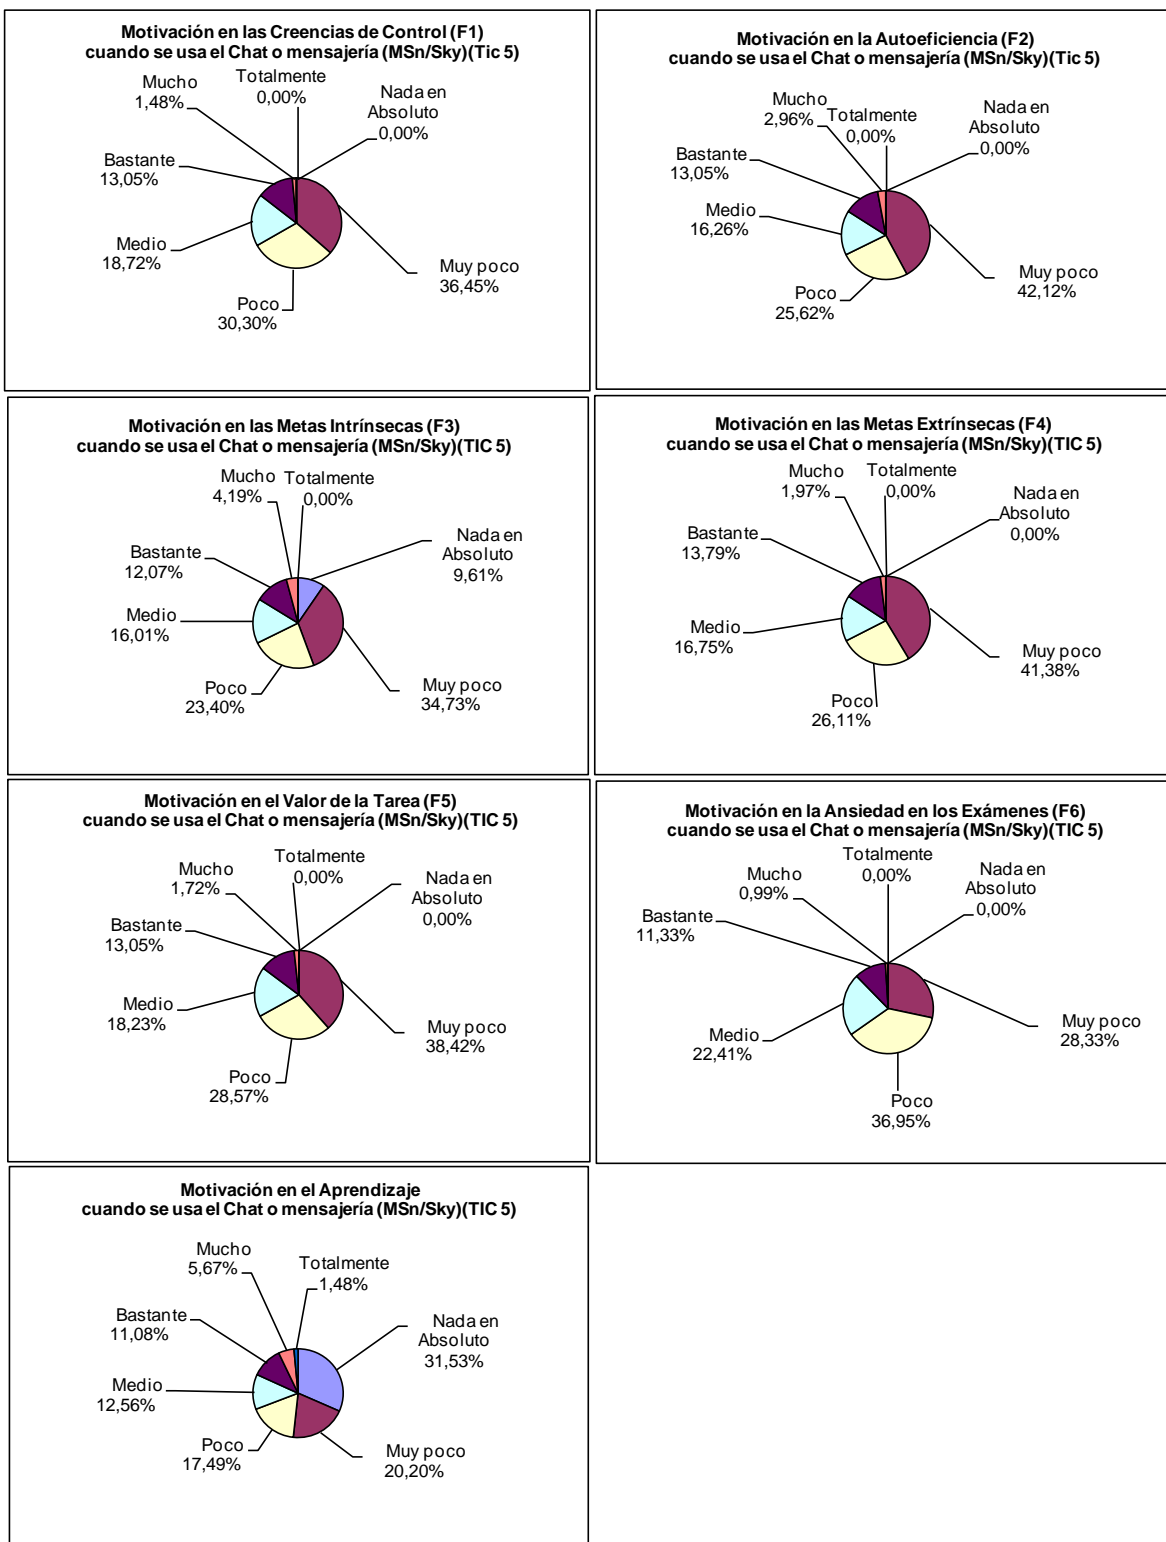 Motivación en las Creencias de Control (F1)
cuando se usa el Chat o mensajería (MSn/Sky)(Tic 5)
Mucho
1,48%
Totalmente
0,00%
Nada en
Absoluto
0,00%
Bastante
13,05%
Medio
18,72%
Muy poco
36,45%
Poco
30,30%
Motivación en la Autoeficiencia (F2)
cuando se usa el Chat o mensajería (MSn/Sky)(Tic 5)
Mucho
2,96%
Totalmente
0,00%
Nada en
Absoluto
0,00%
Bastante
13,05%
Medio
16,26%
Muy poco
42,12%
Poco
25,62%
Motivación en las Metas Intrínsecas (F3)
cuando se usa el Chat o mensajería (MSn/Sky)(TIC 5)
Mucho
4,19%
Totalmente
0,00%
Nada en
Absoluto
9,61%
Bastante
12,07%
Medio
16,01%
Poco
23,40%
Muy poco
34,73%
Motivación en las Metas Extrínsecas (F4)
cuando se usa el Chat o mensajería (MSn/Sky)(TIC 5)
Mucho
1,97%
Totalmente
0,00%
Nada en
Absoluto
0,00%
Bastante
13,79%
Medio
16,75%
Muy poco
41,38%
Poco
26,11%
Motivación en el Valor de la Tarea (F5)
cuando se usa el Chat o mensajería (MSn/Sky)(TIC 5)
Mucho
1,72%
Totalmente
0,00%
Nada en
Absoluto
0,00%
Bastante
13,05%
Medio
18,23%
Muy poco
38,42%
Poco
28,57%
Motivación en la Ansiedad en los Exámenes (F6)
cuando se usa el Chat o mensajería (MSn/Sky)(TIC 5)
Mucho
0,99%
Totalmente
0,00%
Nada en
Absoluto
0,00%
Bastante
11,33%
Medio
22,41%
Muy poco
28,33%
Poco
36,95%
Motivación en el Aprendizaje
cuando se usa el Chat o mensajería (MSn/Sky)(TIC 5)
Mucho
5,67%
Totalmente
1,48%
Nada en
Absoluto
31,53%
Bastante
11,08%
Medio
12,56%
Poco
17,49%
Muy poco
20,20%